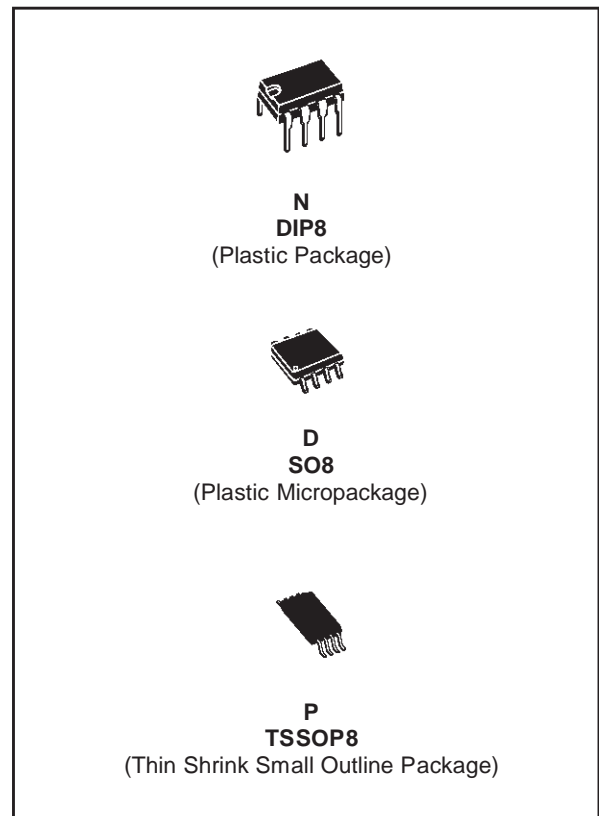 N
DIP8
(Plastic Package)
D
SO8
(Plastic Micropackage)
P
TSSOP8
(Thin Shrink Small Outline Package)